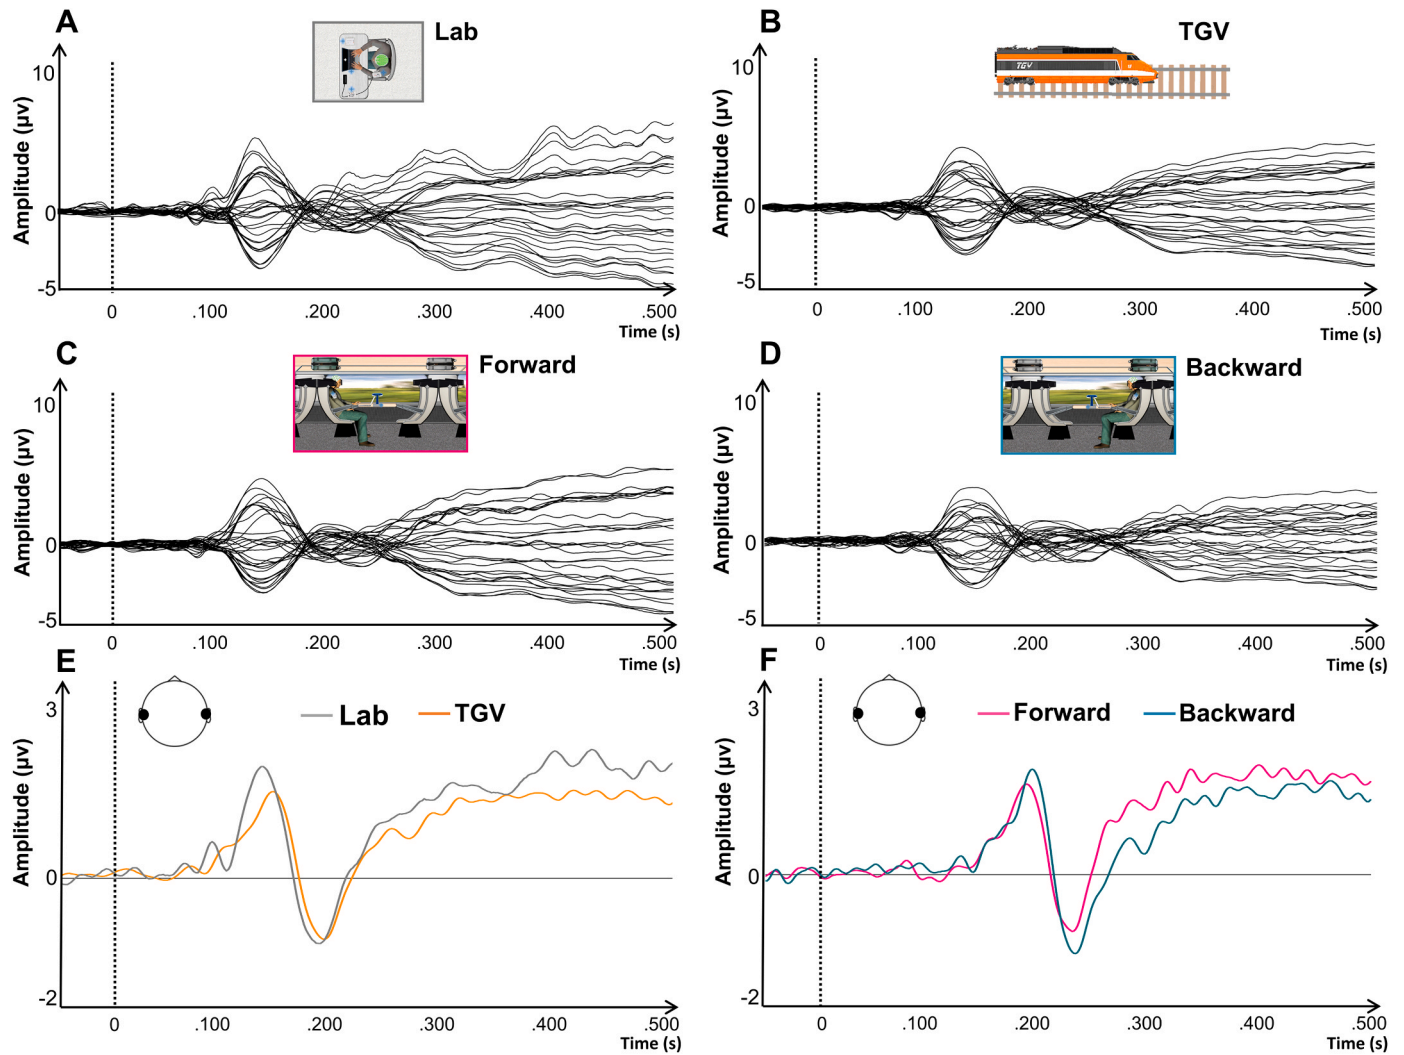 A
Lab
10
0
-5
Amplitude (μv)
0 .100 .200 .300 .400 .500
Time (s)
B
TGV
TGV
10
0
-5
Amplitude (μv)
0 .100 .200 .300 .400 .500
Time (s)
C
Forward
10
0
-5
Amplitude (μv)
0 .100 .200 .300 .400 .500
Time (s)
D
Backward
10
0
-5
Amplitude (μv)
0 .100 .200 .300 .400 .500
Time (s)
E
Lab TGV
3
0
-2
Amplitude (μv)
0 .100 .200 .300 .400 .500
Time (s)
F
Forward Backward
3
0
-2
Amplitude (μv)
0 .100 .200 .300 .400 .500
Time (s)